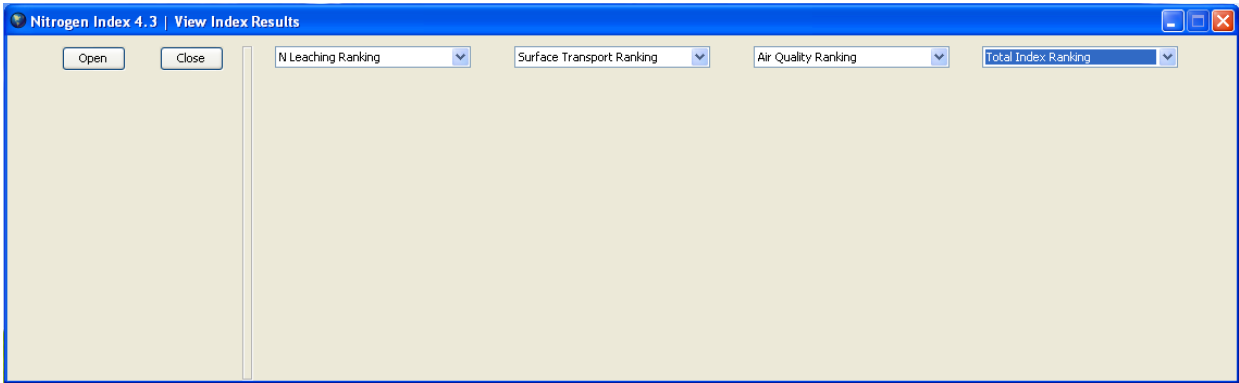 Nitrogen Index 4.3 | View Index Results
Open Close N Leaching Ranking Surface Transport Ranking Air Quality Ranking Total Index Ranking